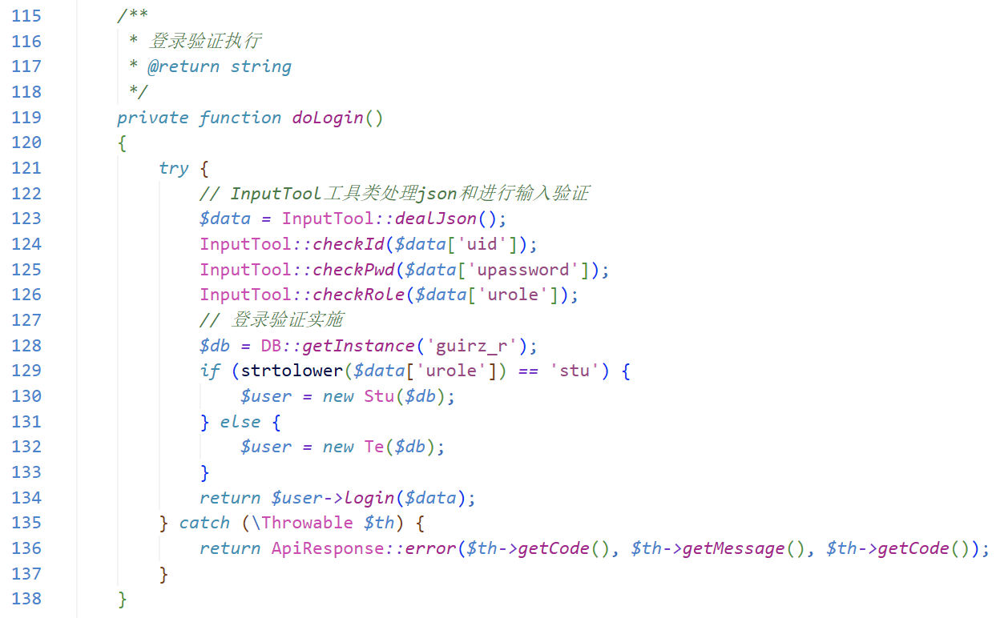 115 /**
116 * 登录验证执行
117 * @return string
118 */
119 private function doLogin()
120 {
121 try {
122 // InputTool工具类处理json和进行输入验证
123 $data = InputTool::dealJson();
124 InputTool::checkId($data['uid']);
125 InputTool::checkPwd($data['upassword']);
126 InputTool::checkRole($data['urole']);
127 // 登录验证实施
128 $db = DB::getInstance('guirz_r');
129 if (strtolower($data['urole']) == 'stu') {
130 $user = new Stu($db);
131 } else {
132 $user = new Te($db);
133 }
134 return $user->login($data);
135 } catch (\Throwable $th) {
136 return ApiResponse::error($th->getCode(), $th->getMessage(), $th->getCode());
137 }
138 }